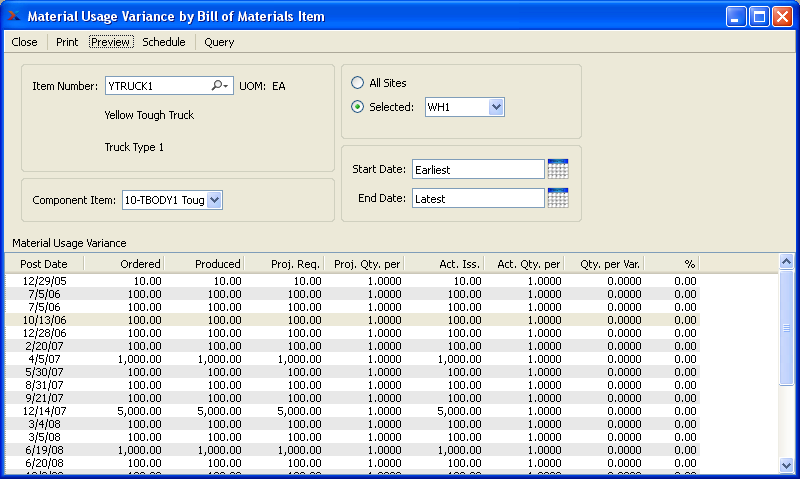 Material Usage Variance by Bill of Materials Item
Close Print Preview Schedule Query
Item Number: YTRUCK1 UOM: EA
Yellow Tough Truck
Truck Type 1
Component Item: 10-TBODY1 Toug
All Sites
Selected: WH1
Start Date: Earliest
End Date: Latest
Material Usage Variance
Post Date Ordered Produced Proj. Req. Proj. Qty. per Act. Iss. Act. Qty. per Qty. per Var. %
12/29/05 10.00 10.00 10.00 1.0000 10.00 1.0000 0.0000 0.00
7/5/06 100.00 100.00 100.00 1.0000 100.00 1.0000 0.0000 0.00
7/5/06 100.00 100.00 100.00 1.0000 100.00 1.0000 0.0000 0.00
10/13/06 100.00 100.00 100.00 1.0000 100.00 1.0000 0.0000 0.00
12/28/06 100.00 100.00 100.00 1.0000 100.00 1.0000 0.0000 0.00
2/20/07 100.00 100.00 100.00 1.0000 100.00 1.0000 0.0000 0.00
4/5/07 1,000.00 1,000.00 1,000.00 1.0000 1,000.00 1.0000 0.0000 0.00
5/30/07 100.00 100.00 100.00 1.0000 100.00 1.0000 0.0000 0.00
8/31/07 100.00 100.00 100.00 1.0000 100.00 1.0000 0.0000 0.00
9/21/07 100.00 100.00 100.00 1.0000 100.00 1.0000 0.0000 0.00
12/14/07 5,000.00 5,000.00 5,000.00 1.0000 5,000.00 1.0000 0.0000 0.00
3/4/08 100.00 100.00 100.00 1.0000 100.00 1.0000 0.0000 0.00
3/5/08 100.00 100.00 100.00 1.0000 100.00 1.0000 0.0000 0.00
6/19/08 1,000.00 1,000.00 1,000.00 1.0000 1,000.00 1.0000 0.0000 0.00
6/20/08 100.00 100.00 100.00 1.0000 100.00 1.0000 0.0000 0.00